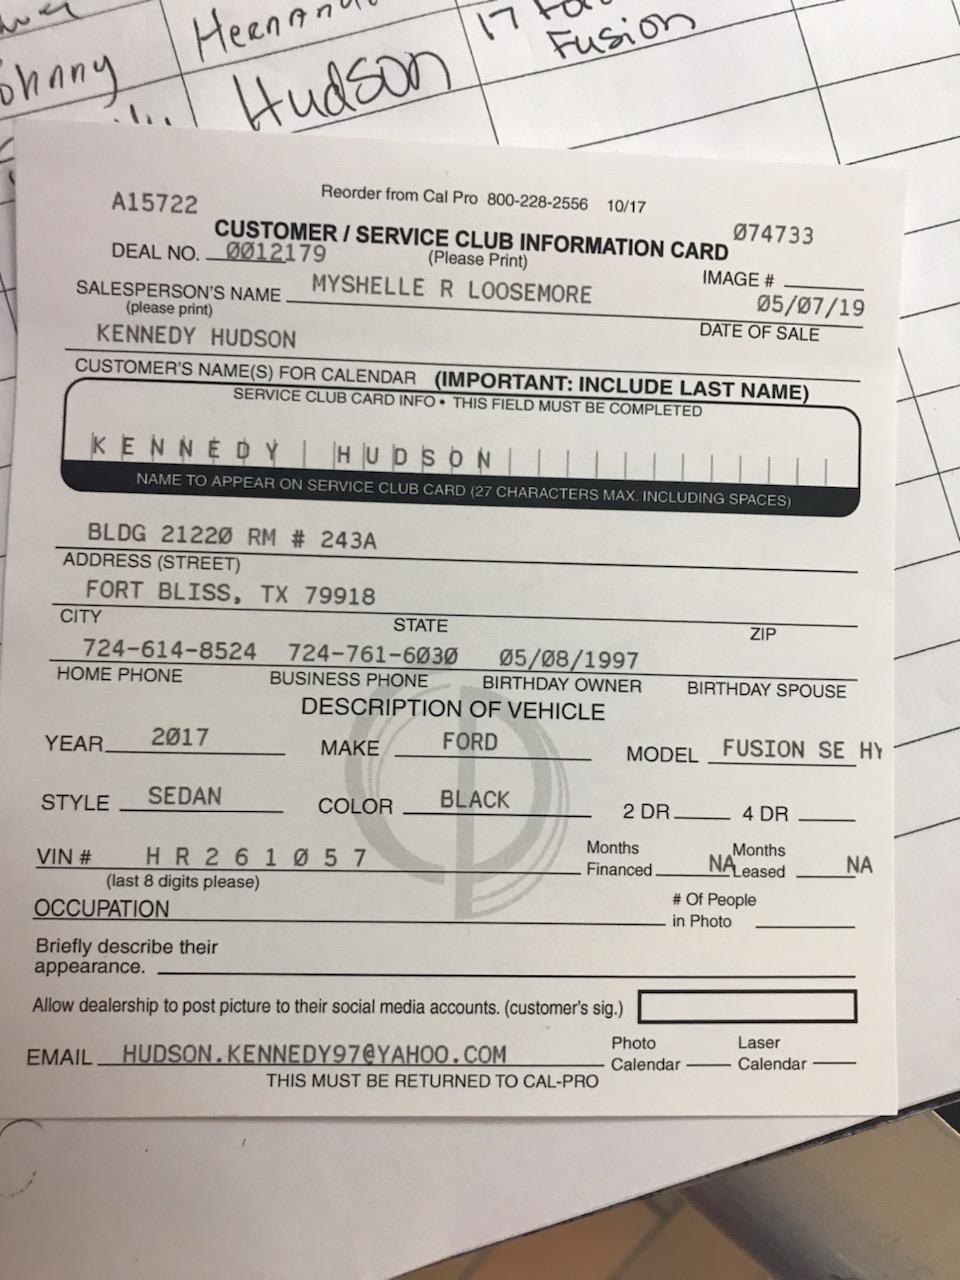 Johnny Hernan
Hudson
17
Fusion
Reorder from Cal Pro 800-228-2556 10/17
A15722
Ø74733
CUSTOMER / SERVICE CLUB INFORMATION CARD
(Please Print)
DEAL NO. ØØ12179
IMAGE #
SALESPERSON'S NAME MYSHELLE R LOOSEMORE
(please print)
Ø5/Ø7/19
DATE OF SALE
KENNEDY HUDSON
CUSTOMER'S NAME(S) FOR CALENDAR (IMPORTANT: INCLUDE LAST NAME)
SERVICE CLUB CARD INFO • THIS FIELD MUST BE COMPLETED
KENNEDY HUDSON
NAME TO APPEAR ON SERVICE CLUB CARD (27 CHARACTERS MAX. INCLUDING SPACES)
BLDG 2122Ø RM # 243A
ADDRESS (STREET)
FORT BLISS, TX 79918
CITY STATE ZIP
724-614-8524 724-761-6Ø3Ø Ø5/Ø8/1997
HOME PHONE BUSINESS PHONE BIRTHDAY OWNER BIRTHDAY SPOUSE
DESCRIPTION OF VEHICLE
YEAR 2Ø17 MAKE FORD MODEL FUSION SE HY
STYLE SEDAN COLOR BLACK 2 DR 4 DR
VIN # HR261Ø57
(last 8 digits please)
Months Financed NA Months Leased NA
OCCUPATION
# Of People in Photo
Briefly describe their
appearance.
Allow dealership to post picture to their social media accounts. (customer's sig.)
EMAIL HUDSON.KENNEDY97@YAHOO.COM
Photo Calendar Laser Calendar
THIS MUST BE RETURNED TO CAL-PRO